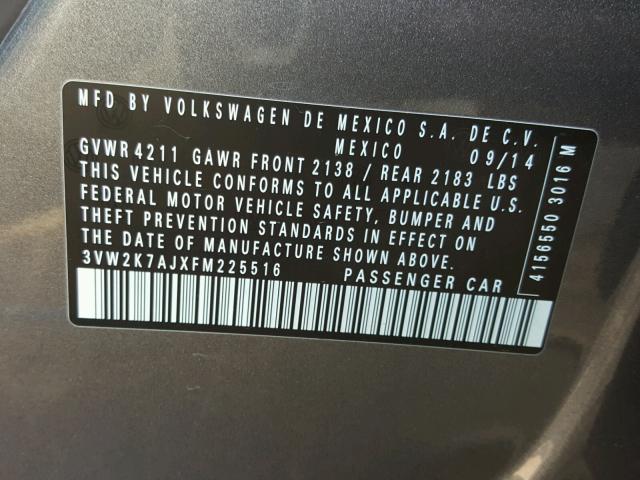 MFD BY VOLKSWAGEN DE MEXICO S.A. DE C.V.
MEXICO 09/14
GVWR 4211 GAWR FRONT 2138 / REAR 2183 LBS
THIS VEHICLE CONFORMS TO ALL APPLICABLE U.S.
FEDERAL MOTOR VEHICLE SAFETY, BUMPER AND
THEFT PREVENTION STANDARDS IN EFFECT ON
THE DATE OF MANUFACTURE SHOWN ABOVE.
3VW2K7AJXFM225516 PASSENGER CAR
4156550 3016 M